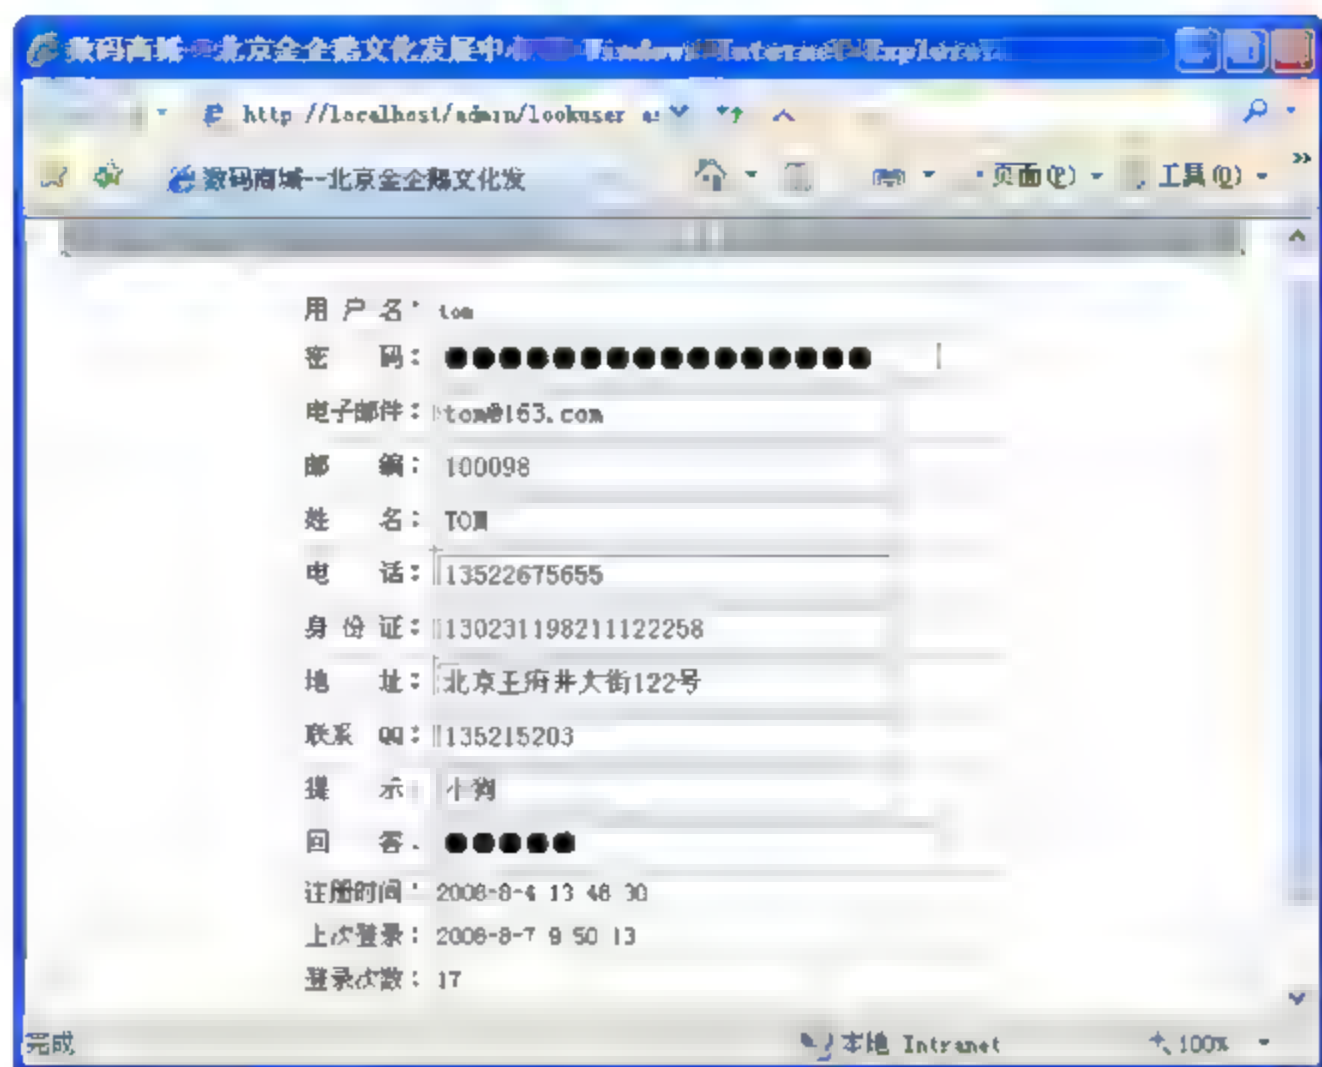 数码商城--北京金企鹅文化发展中 Windows Internet Explorer
http://localhost/admin/lookuser.as
数码商城--北京金企鹅文化发 页面(P) 工具(O)
用户名: tom
密码: ●●●●●●●●●●●●●●●●
电子邮件: tom@163.com
邮编: 100098
姓名: TOM
电话: 13522675655
身份证: 130231198211122258
地址: 北京王府井大街122号
联系QQ: 135215203
提示: 小狗
回答: ●●●●●
注册时间: 2008-8-4 13:46:30
上次登录: 2008-8-7 9:50:13
登录次数: 17
完成 本地 Intranet 100%